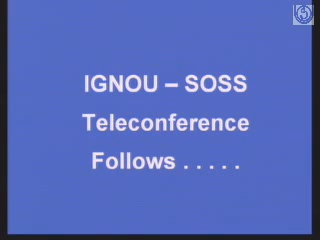 IGNOU – SOSS
Teleconference
Follows . . . . .